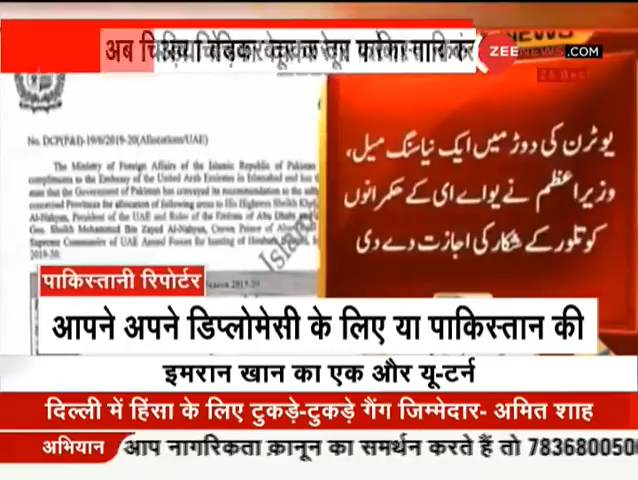 ZEENEWS.COM
No. DCP(P&I)-19/6/2019-20(Allocations/UAE)
The Ministry of Foreign Affairs of the Islamic Republic of Pakistan
compliments to the Embassy of the United Arab Emirates in Islamabad and has
state that the Government of Pakistan has conveyed its recommendation to the
concerned Provinces for allocation of following areas to His Highness Sheikh
Al-Nahyan, President of the UAE and Ruler of the Emirate of Abu Dhabi
Gen. Sheikh Mohammed Bin Zayed Al-Nahyan, Crown Prince of Abu
Supreme Commander of UAE Armed Forces for hunting of Houbara
2019-20:
یوٹرن کی دوڑ میں ایک نیا سنگ میل،
وزیراعظم نے یو اے ای کے حکمرانوں
کو تلور کے شکار کی اجازت دے دی
पाकिस्तानी रिपोर्टर
आपने अपने डिप्लोमेसी के लिए या पाकिस्तान की
इमरान खान का एक और यू-टर्न
दिल्ली में हिंसा के लिए टुकड़े-टुकड़े गैंग जिम्मेदार- अमित शाह
अभियान आप नागरिकता क़ानून का समर्थन करते हैं तो 783680050